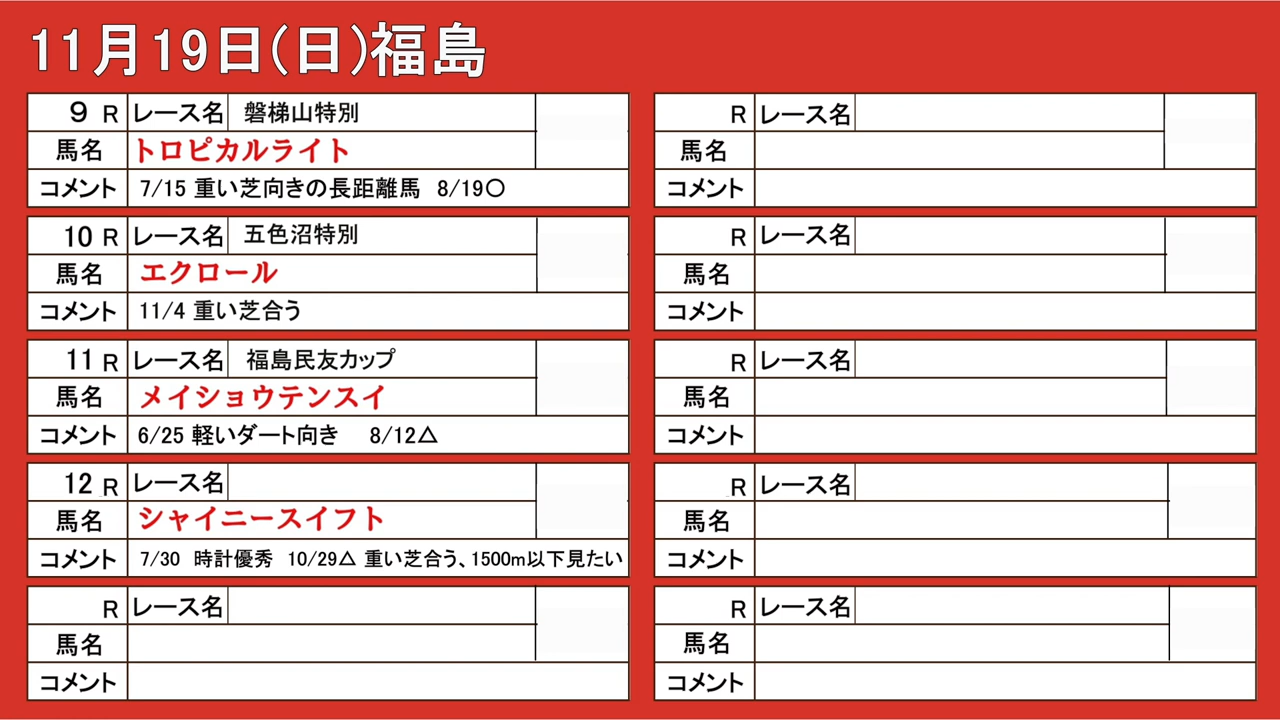 11月19日(日)福島
9 R レース名 磐梯山特別
馬名 トロピカルライト
コメント 7/15 重い芝向きの長距離馬 8/19〇
10 R レース名 五色沼特別
馬名 エクロール
コメント 11/4 重い芝合う
11 R レース名 福島民友カップ
馬名 メイショウテンスイ
コメント 6/25 軽いダート向き 8/12△
12 R レース名
馬名 シャイニースイフト
コメント 7/30 時計優秀 10/29△ 重い芝合う、1500m以下見たい
R レース名
馬名
コメント
R レース名
馬名
コメント
R レース名
馬名
コメント
R レース名
馬名
コメント
R レース名
馬名
コメント
R レース名
馬名
コメント